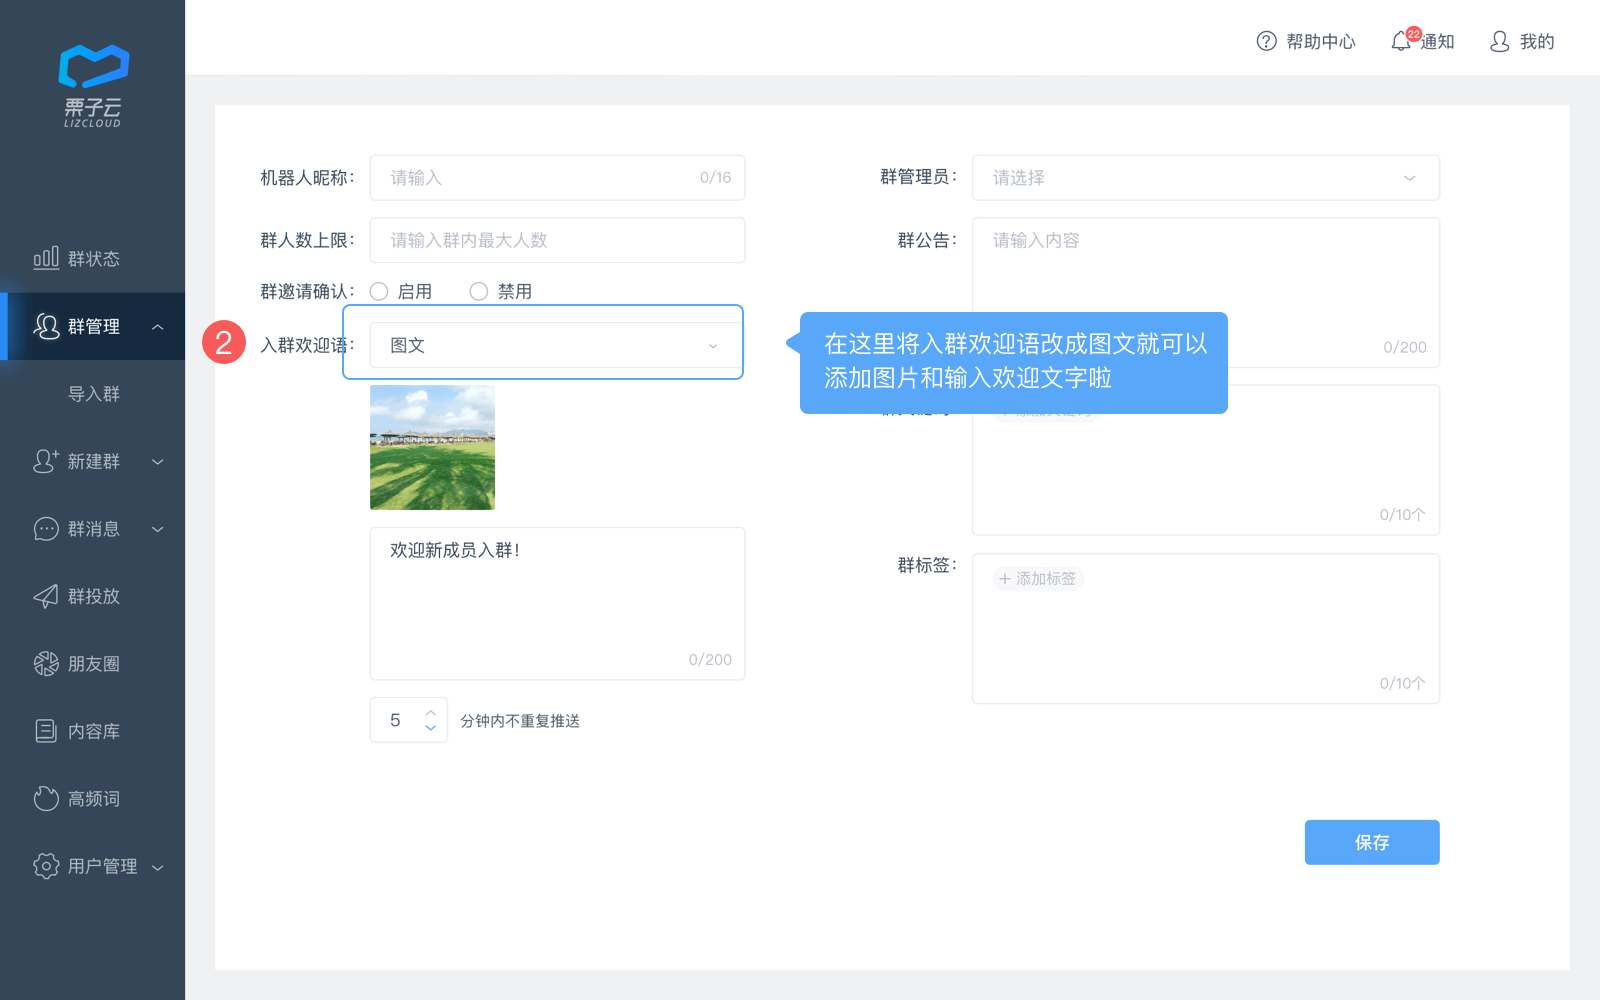 栗子云
LIZCLOUD
帮助中心
22
通知
我的
群状态
群管理
导入群
新建群
群消息
群投放
朋友圈
内容库
高频词
用户管理
机器人昵称：
请输入
0/16
群人数上限：
请输入群内最大人数
群邀请确认：
启用
禁用
2
入群欢迎语：
图文
欢迎新成员入群！
0/200
5
分钟内不重复推送
群管理员：
请选择
群公告：
请输入内容
0/200
在这里将入群欢迎语改成图文就可以
添加图片和输入欢迎文字啦
0/10个
群标签：
+ 添加标签
0/10个
保存